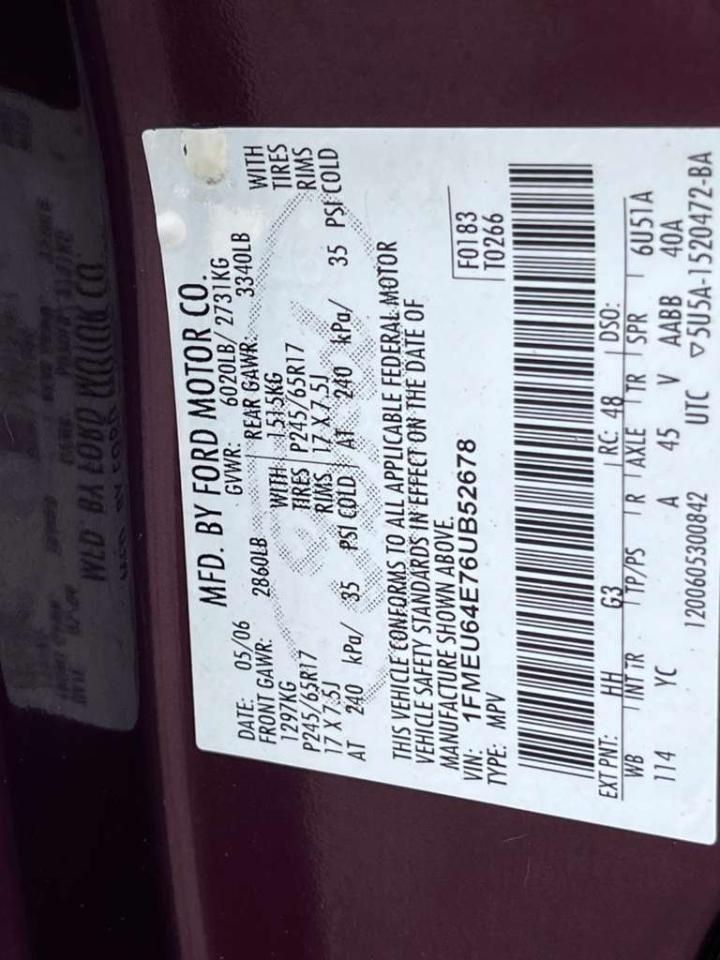 MFD. BY FORD MOTOR CO.
DATE: 05/06 GVWR: 6020LB/ 2731KG
FRONT GAWR: 2860LB REAR GAWR: 3340LB
1297KG WITH 1515KG WITH
P245/65R17 TIRES P245/65R17 TIRES
17 X 7.5J RIMS 17 X 7.5J RIMS
AT 240 kPa/ 35 PSI COLD AT 240 kPa/ 35 PSI COLD
THIS VEHICLE CONFORMS TO ALL APPLICABLE FEDERAL MOTOR
VEHICLE SAFETY STANDARDS IN EFFECT ON THE DATE OF
MANUFACTURE SHOWN ABOVE.
VIN: 1FMEU64E76UB52678 F0183
TYPE: MPV T0266
EXT PNT: HH G3 RC: 48 DSO:
WB INT TR TP/PS R AXLE TR SPR 6U51A
114 YC A 45 V AABB 40A
1200605300842 UTC ▽5U5A-1520472-BA